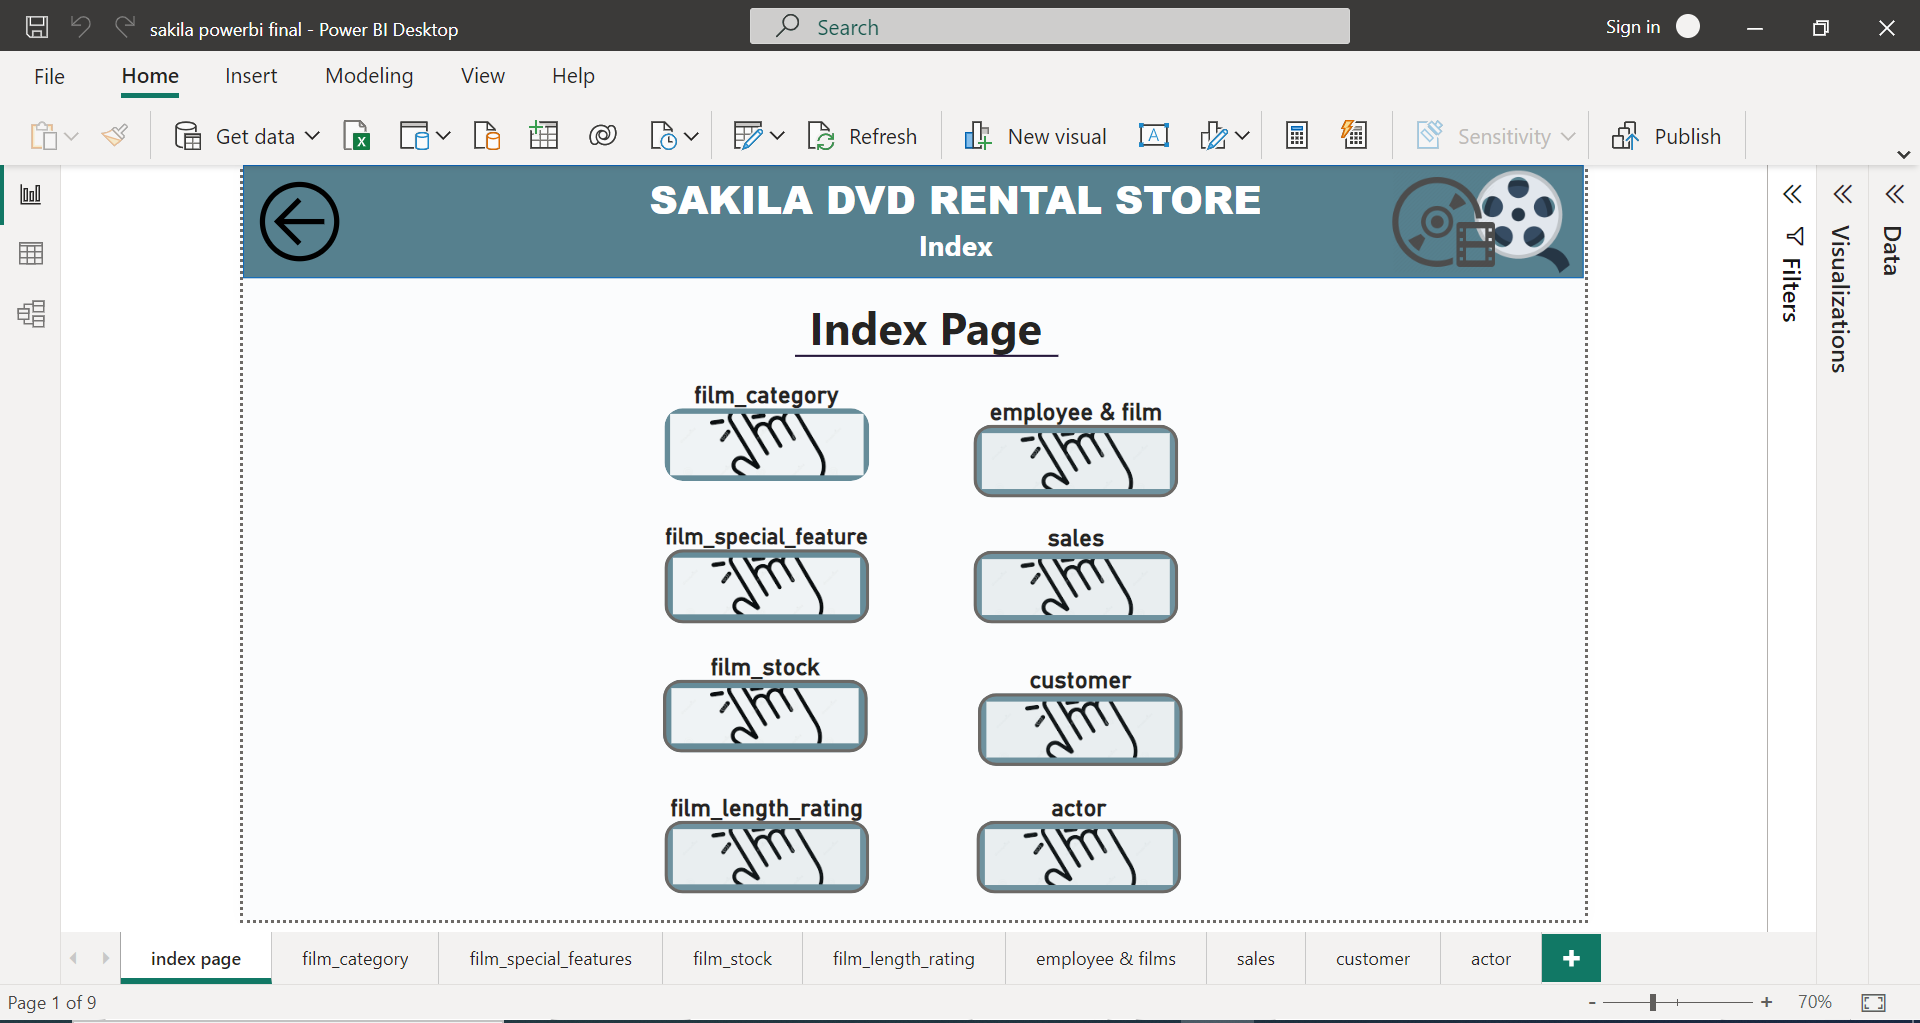 sakila powerbi final - Power BI Desktop
Search
Sign in
File
Home
Insert
Modeling
View
Help
Get data
Refresh
New visual
A
Sensitivity
Publish
SAKILA DVD RENTAL STORE
Index
Index Page
film_category
employee & film
film_special_feature
sales
film_stock
customer
film_length_rating
actor
Filters
Visualizations
Data
index page
film_category
film_special_features
film_stock
film_length_rating
employee & films
sales
customer
actor
Page 1 of 9
- + 70%